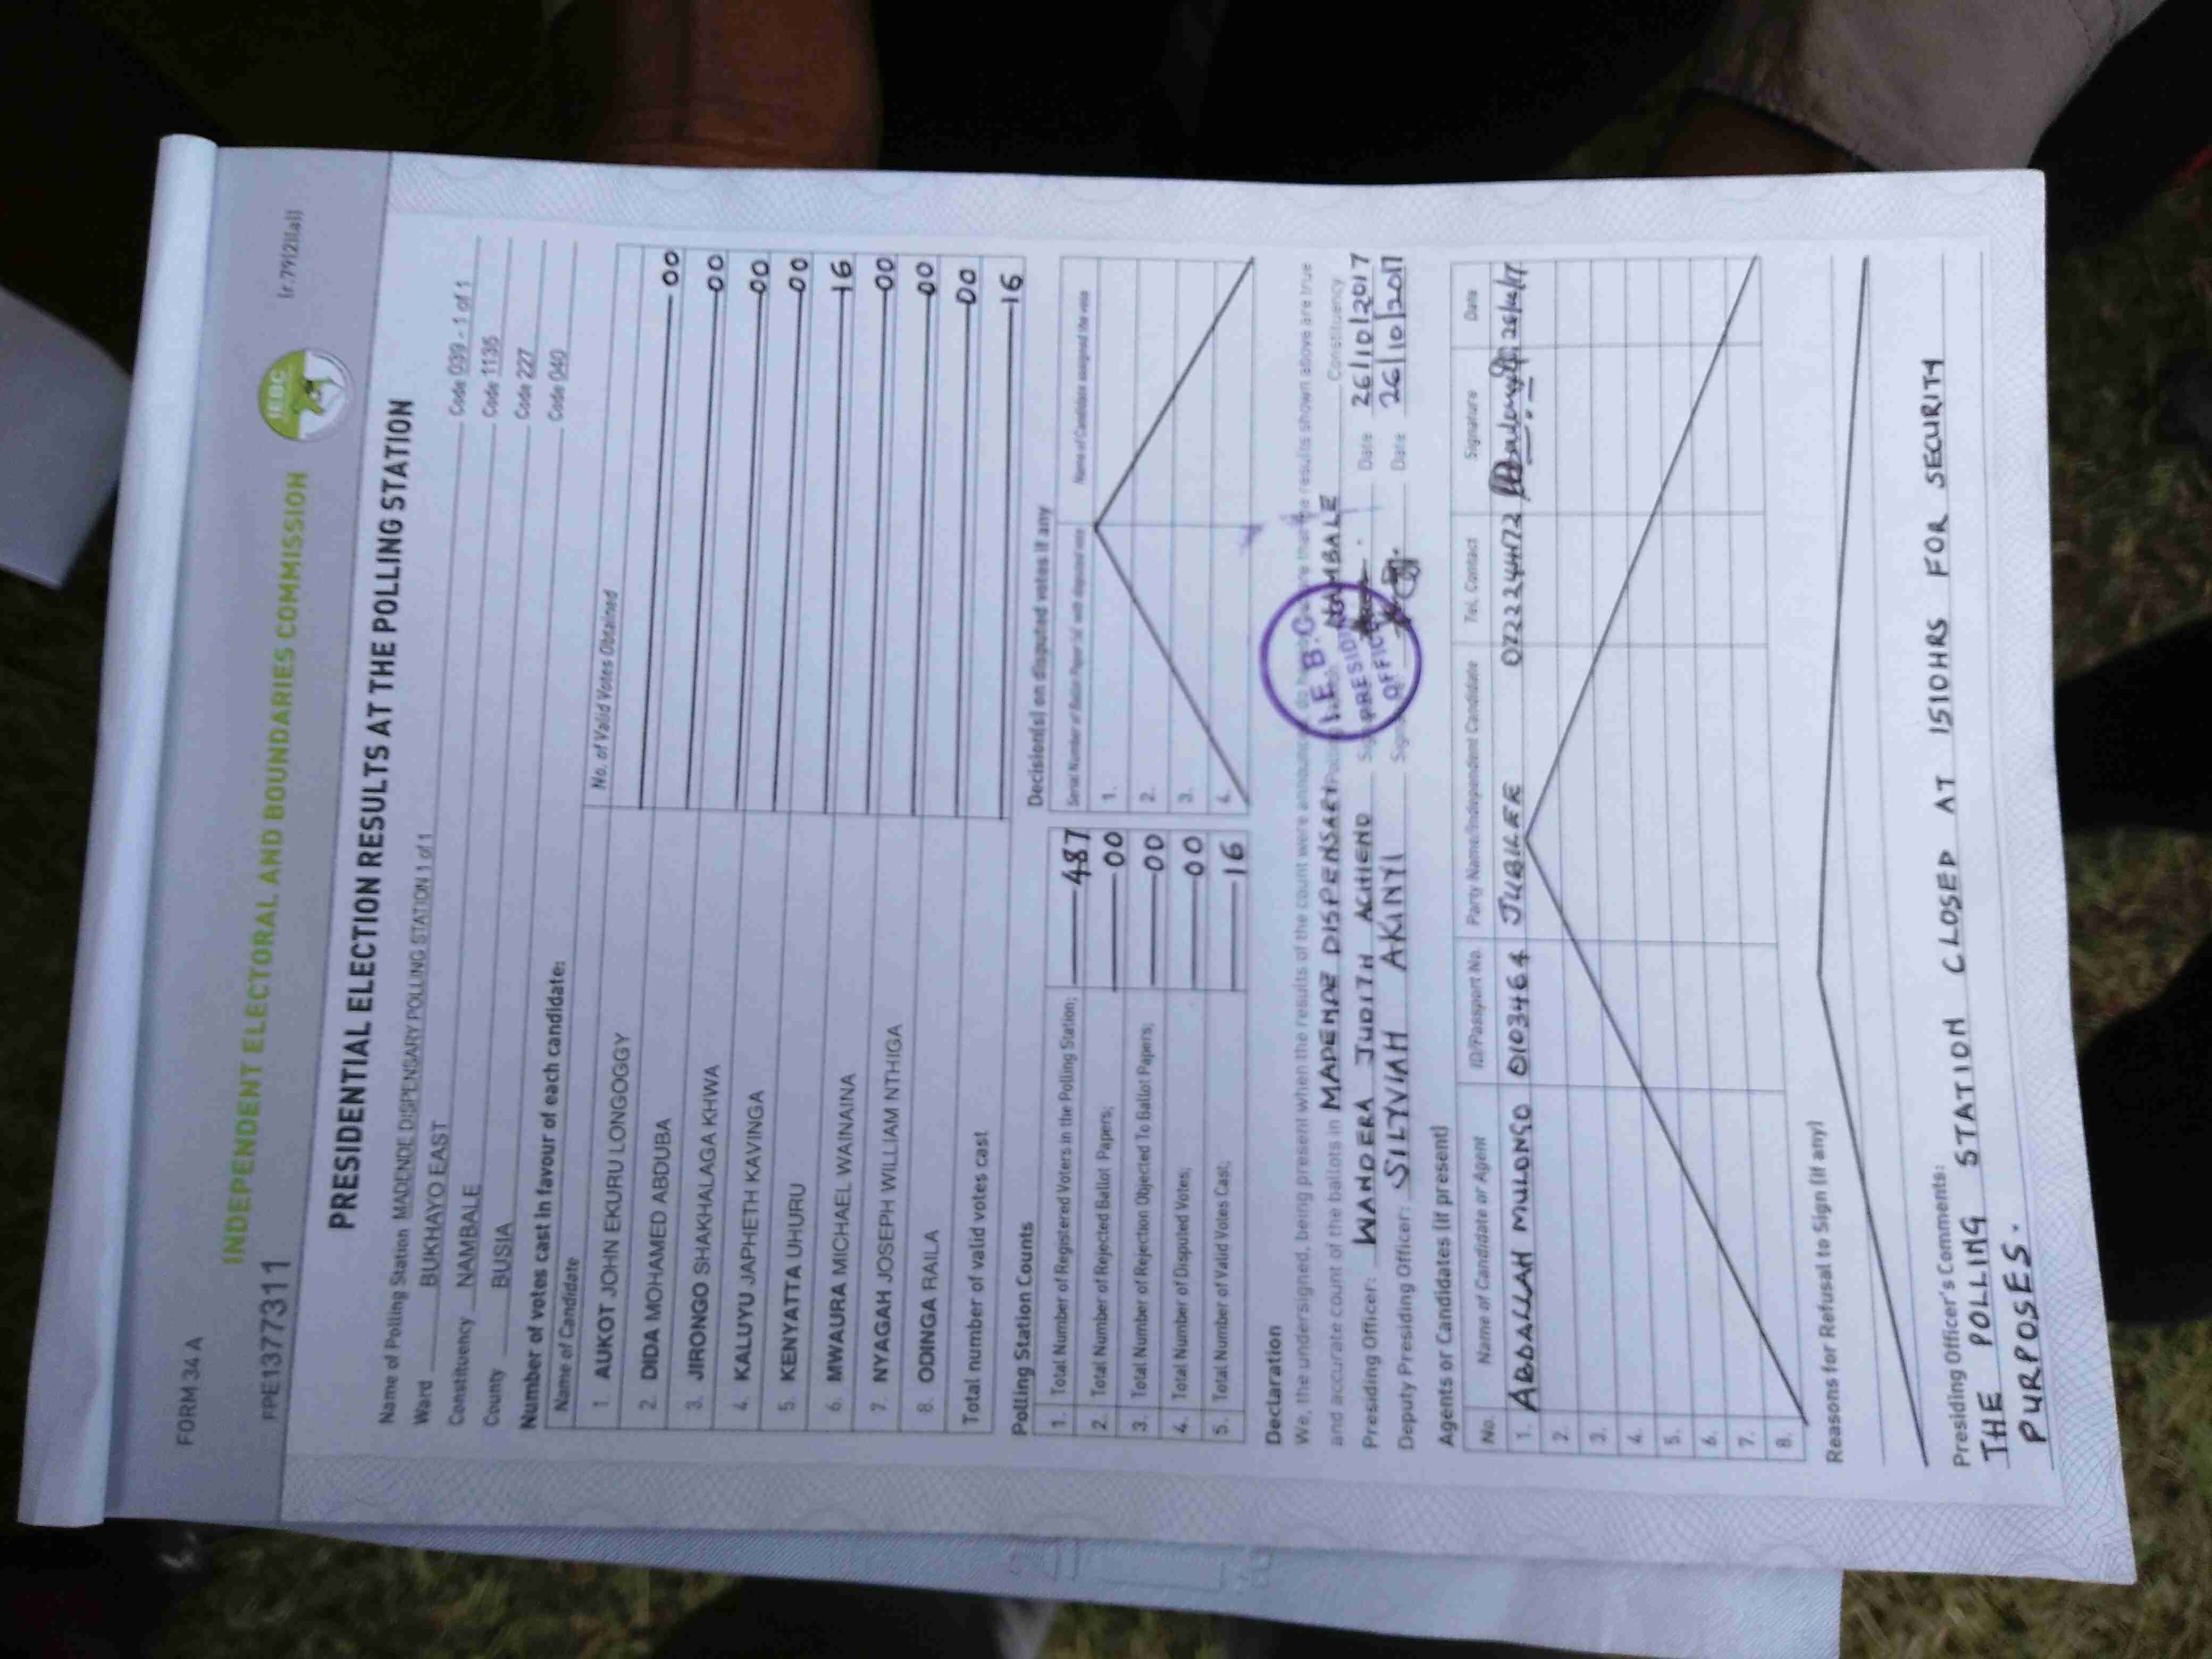 FORM 34 A
(r.79(2)(a))
INDEPENDENT ELECTORAL AND BOUNDARIES COMMISSION
IEBC
PPE1377311
PRESIDENTIAL ELECTION RESULTS AT THE POLLING STATION
Name of Polling Station MADENDE DISPENSARY POLLING STATION 1 of 1 Code 039 - 1 of 1
Ward BUKHAYO EAST Code 1135
Constituency NAMBALE Code 227
County BUSIA Code 040
Number of votes cast in favour of each candidate:
Name of Candidate No. of Valid Votes Obtained
1. AUKOT JOHN EKURU LONGOGGY 00
2. DIDA MOHAMED ABDUBA 00
3. JIRONGO SHAKHALAGA KHWA 00
4. KALUYU JAPHETH KAVINGA 00
5. KENYATTA UHURU 16
6. MWAURA MICHAEL WAINAINA 00
7. NYAGAH JOSEPH WILLIAM NTHIGA 00
8. ODINGA RAILA 00
Total number of valid votes cast 16
Polling Station Counts
1. Total Number of Registered Voters in the Polling Station; 487
2. Total Number of Rejected Ballot Papers; 00
3. Total Number of Rejection Objected To Ballot Papers; 00
4. Total Number of Disputed Votes; 00
5. Total Number of Valid Votes Cast; 16
Decision(s) on disputed votes if any
Serial Number of Ballot Paper (s) with disputed vote Name of Candidate assigned the vote
1.
2.
3.
4.
Declaration
We, the undersigned, being present when the results of the count were announced, do hereby declare that the results shown above are true
and accurate count of the ballots in MADENDE DISPENSARY NAMBALE Constituency
Presiding Officer: WANDERA JUDITH ACHIENO Date 26/10/2017
Deputy Presiding Officer: SILYVIAH AKINYI Date 26/10/2017
I.E.B.C
PRESIDING
OFFICER
Agents or Candidates (if present)
No. Name of Candidate or Agent ID/Passport No. Party Name/Independent Candidate Tel. Contact Signature Date
1. ABDALLAH MULONGO 0103464 JUBILEE 26/10/17
2.
3.
4.
5.
6.
7.
8.
Reasons for Refusal to Sign (if any)
Presiding Officer's Comments:
THE POLLING STATION CLOSED AT 1510HRS FOR SECURITY
PURPOSES.